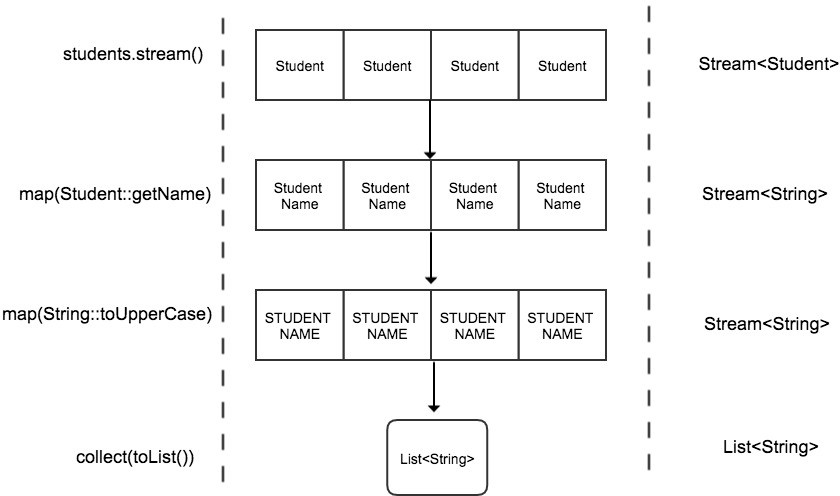 students.stream()
Student Student Student Student
Stream<Student>
map(Student::getName)
Student Student Student Student
Name Name Name Name
Stream<String>
map(String::toUpperCase)
STUDENT STUDENT STUDENT STUDENT
NAME NAME NAME NAME
Stream<String>
collect(toList())
List<String>
List<String>